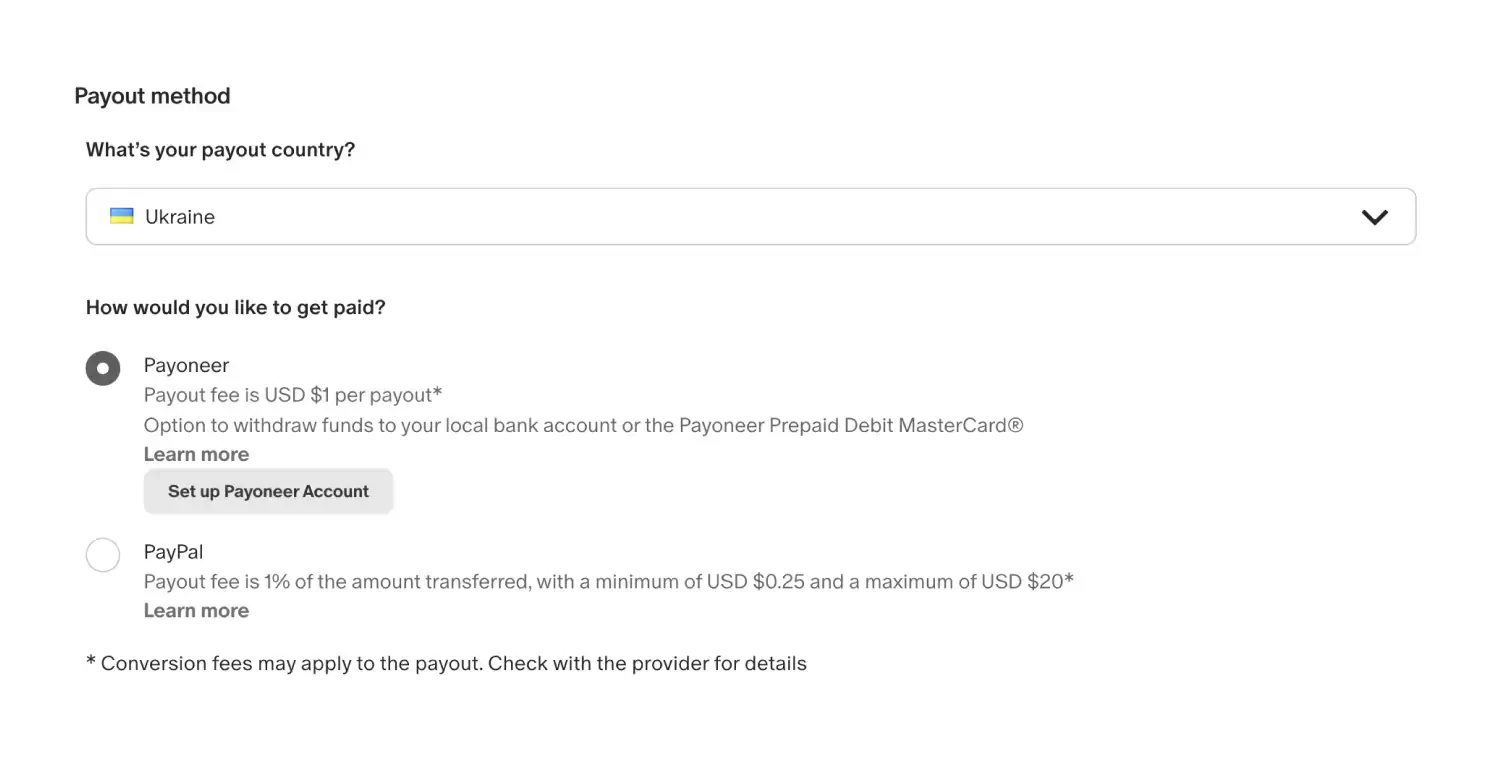 Payout method
What’s your payout country?
Ukraine
How would you like to get paid?
Payoneer
Payout fee is USD $1 per payout*
Option to withdraw funds to your local bank account or the Payoneer Prepaid Debit MasterCard®
Learn more
Set up Payoneer Account
PayPal
Payout fee is 1% of the amount transferred, with a minimum of USD $0.25 and a maximum of USD $20*
Learn more
* Conversion fees may apply to the payout. Check with the provider for details